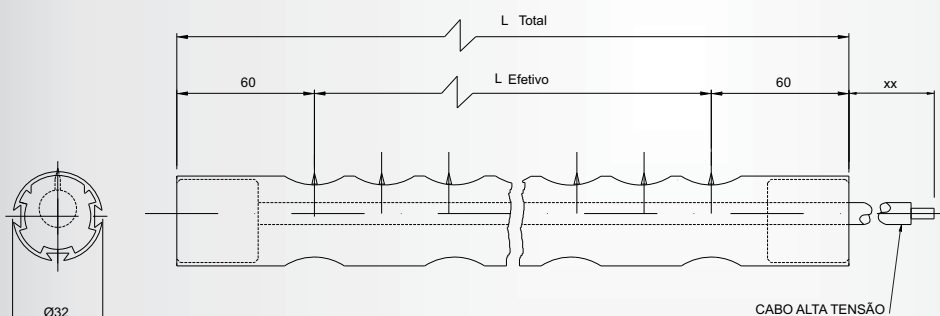 L Total
L Efetivo
60
60
xx
Ø32
CABO ALTA TENSÃO